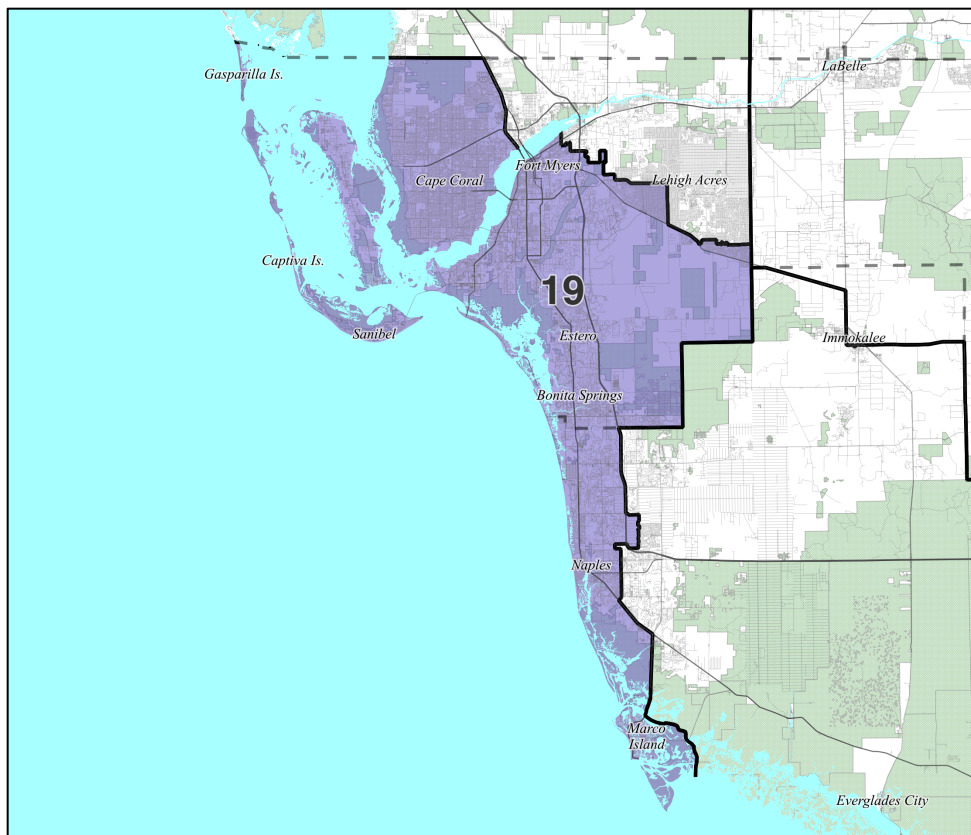 LaBelle
Gasparilla Is.
Fort Myers
Cape Coral
Lehigh Acres
Captiva Is.
19
Sanibel
Estero
Immokalee
Bonita Springs
Naples
Marco
Island
Everglades City